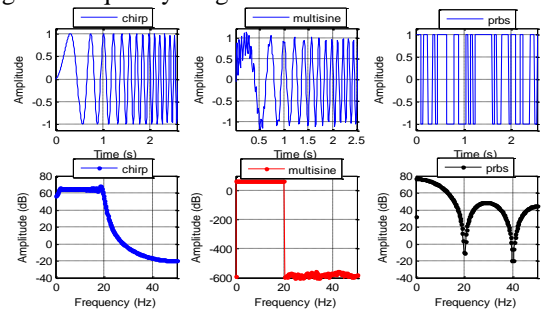 chirp
multisine
prbs
Amplitude
1
0.5
0
-0.5
-1
0 1 2
Time (s)
Amplitude
1
0.5
0
-0.5
-1
0.5 1 1.5 2 2.5
Time (s)
Amplitude
1
0.5
0
-0.5
-1
0 1 2
Time (s)
chirp
multisine
prbs
Amplitude (dB)
80
60
40
20
0
-20
-40
0 20 40
Frequency (Hz)
Amplitude (dB)
0
-200
-400
-600
0 20 40
Frequency (Hz)
Amplitude (dB)
80
60
40
20
0
-20
-40
0 20 40
Frequency (Hz)